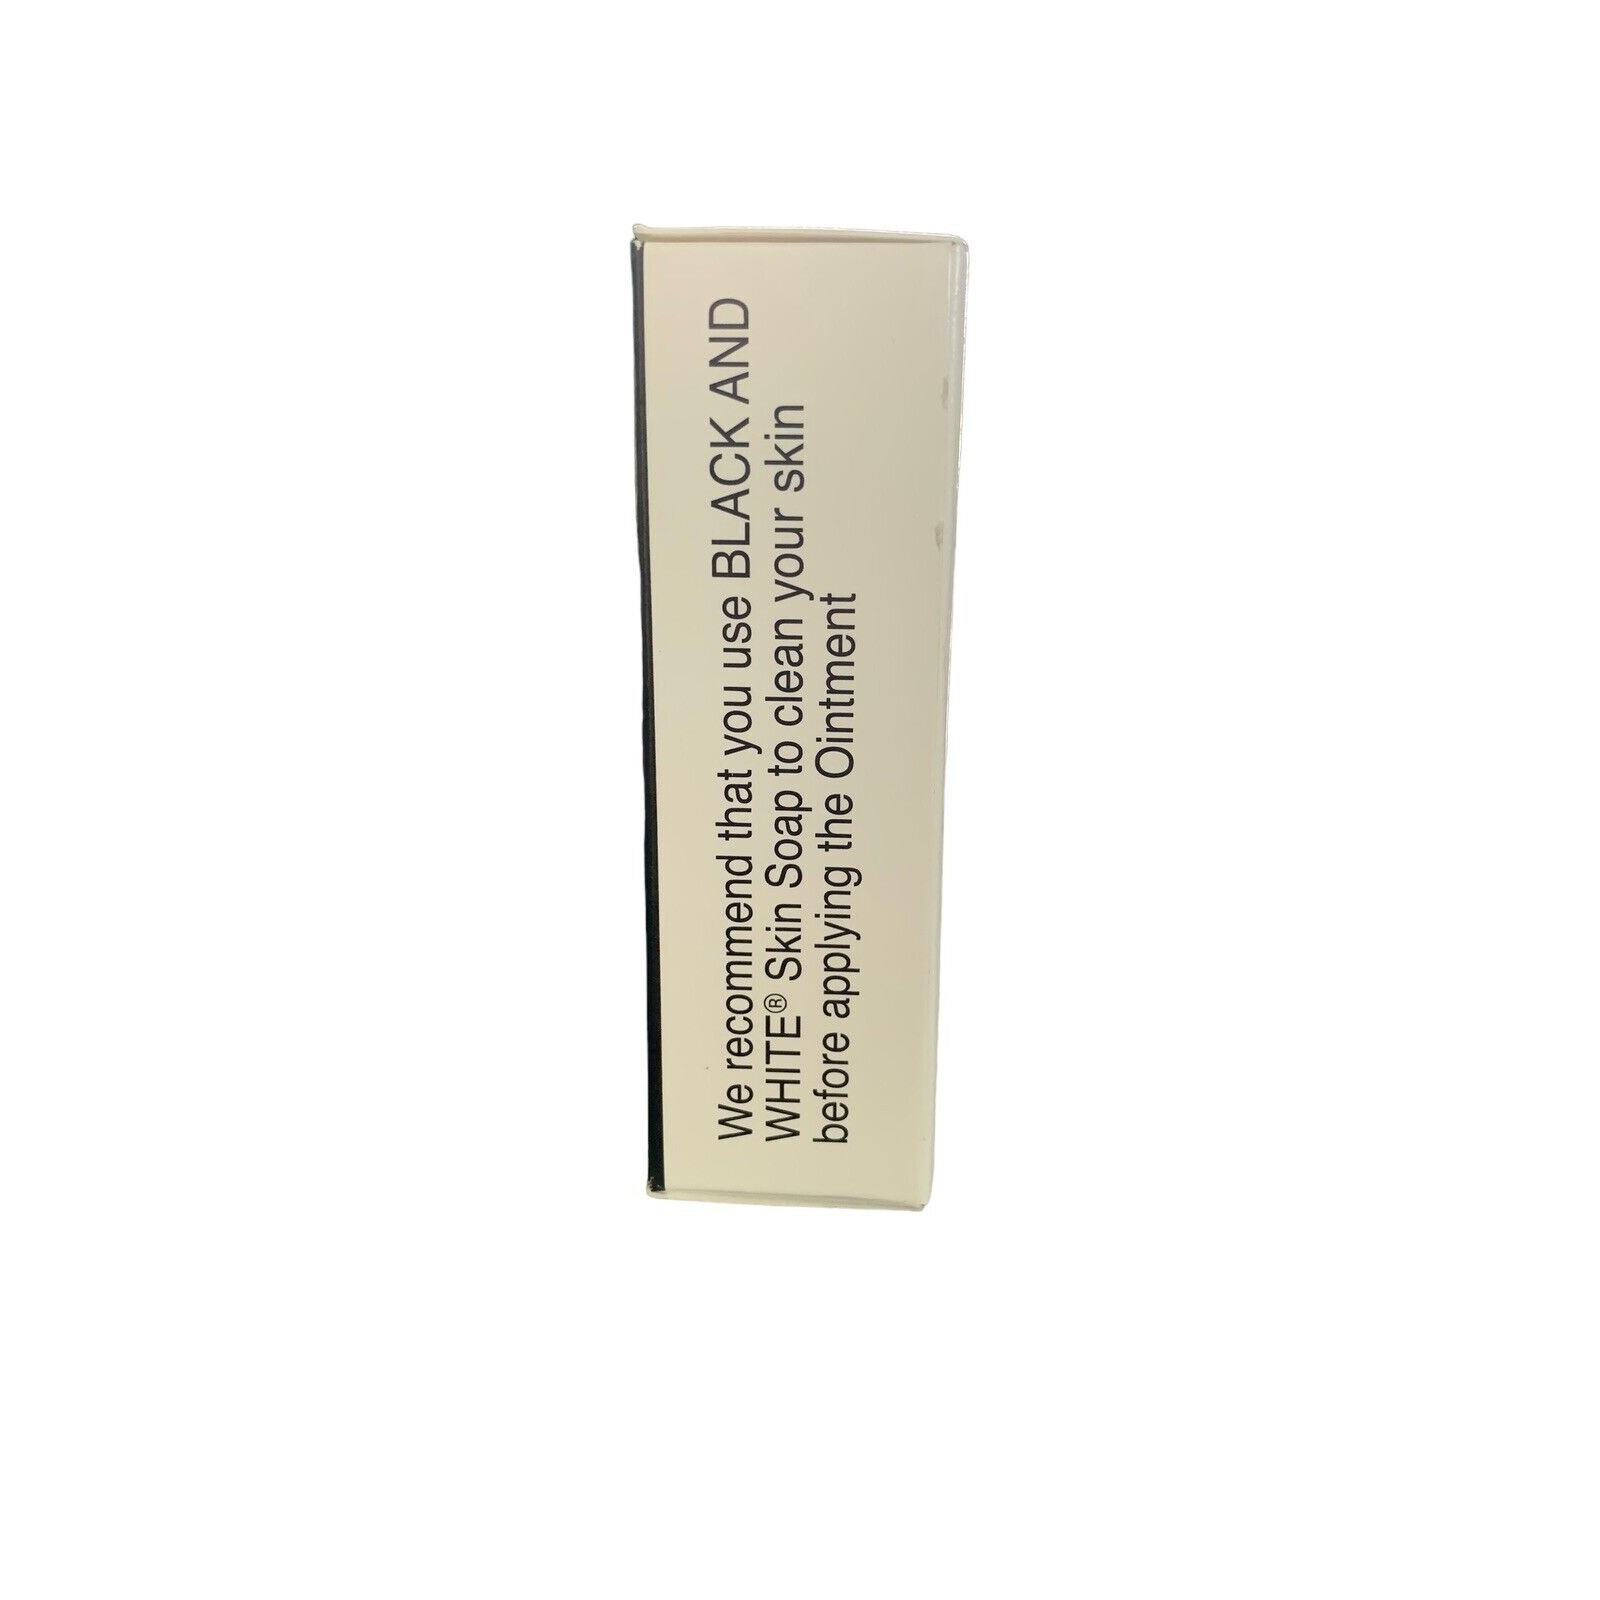 We recommend that you use BLACK AND
WHITE® Skin Soap to clean your skin
before applying the Ointment